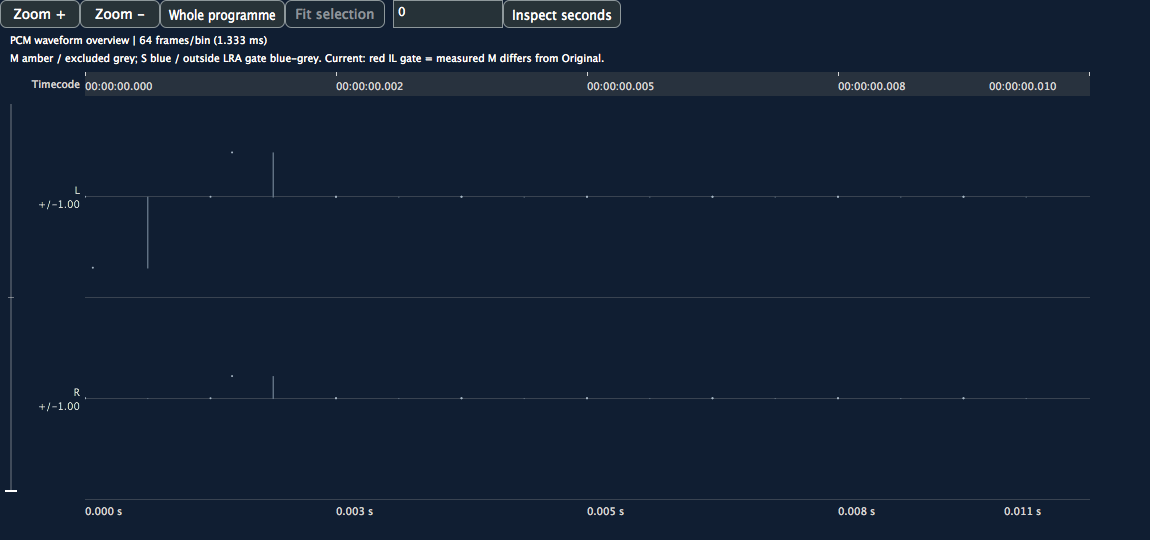 Zoom + Zoom – Whole programme Fit selection 0 Inspect seconds
PCM waveform overview | 64 frames/bin (1.333 ms)
M amber / excluded grey; S blue / outside LRA gate blue-grey. Current: red IL gate = measured M differs from Original.
Timecode 00:00:00.000 00:00:00.002 00:00:00.005 00:00:00.008 00:00:00.010
L
+/-1.00
R
+/-1.00
0.000 s 0.003 s 0.005 s 0.008 s 0.011 s